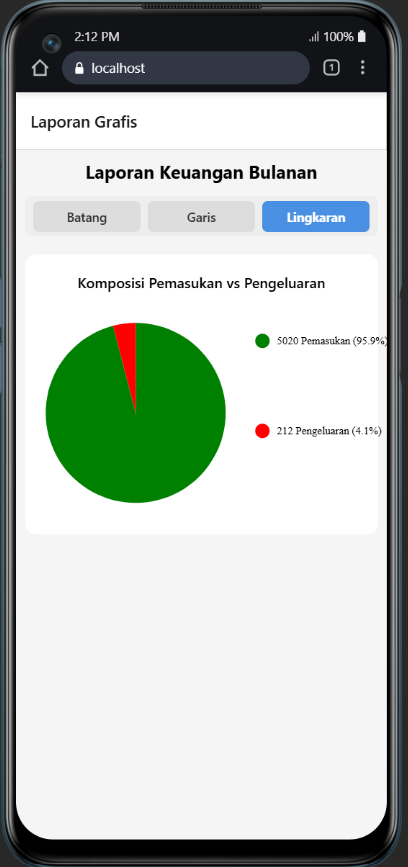 2:12 PM 100%
localhost 1
Laporan Grafis
Laporan Keuangan Bulanan
Batang Garis Lingkaran
Komposisi Pemasukan vs Pengeluaran
5020 Pemasukan (95.9%)
212 Pengeluaran (4.1%)